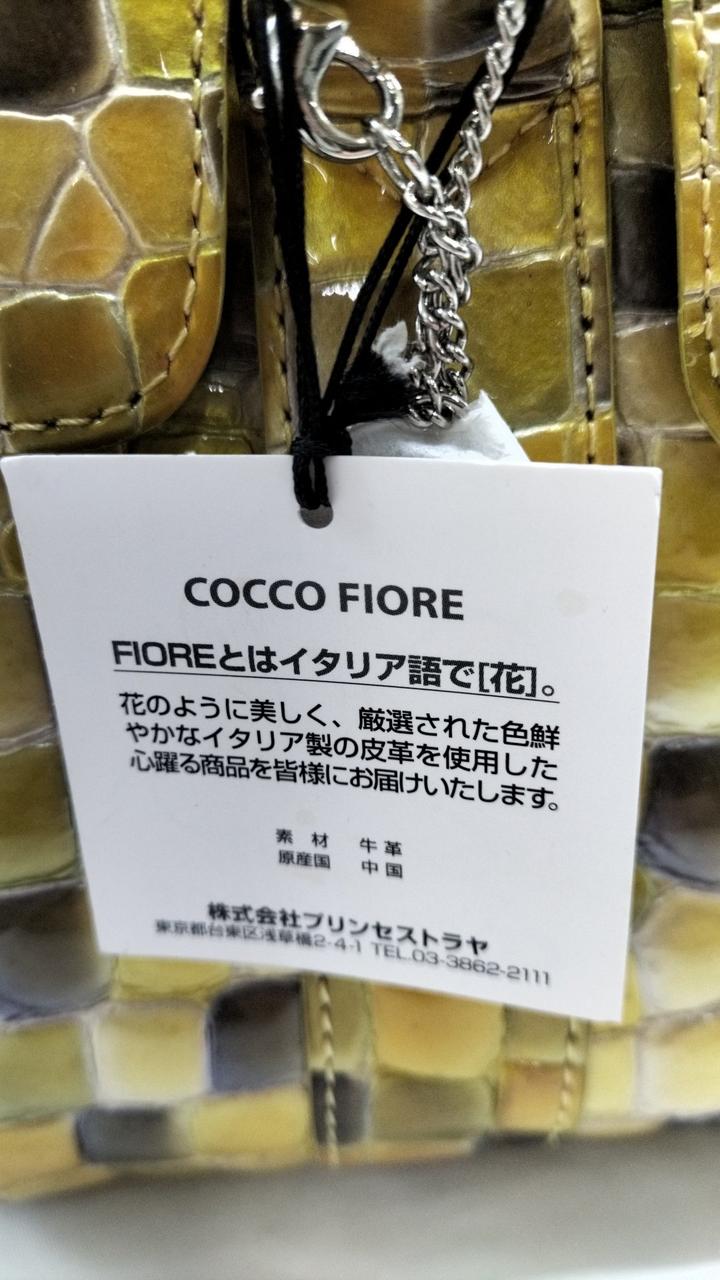 COCCO FIORE
FIOREとはイタリア語で[花]。
花のように美しく、厳選された色鮮
やかなイタリア製の皮革を使用した
心躍る商品を皆様にお届けいたします。
素 材 牛 革
原産国 中 国
株式会社プリンセストラヤ
東京都台東区浅草橋2-4-1 TEL.03-3862-2111